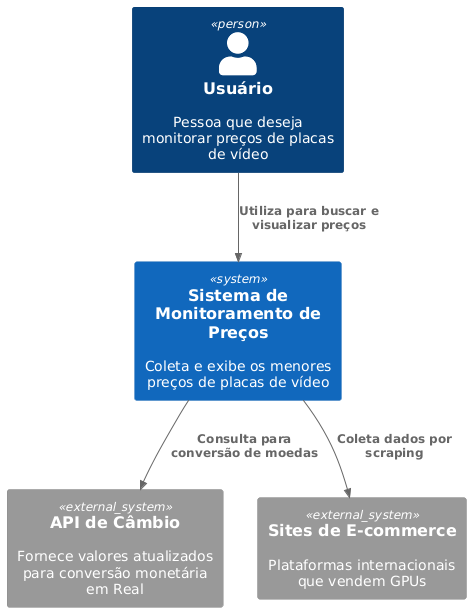 «person»
Usuário
Pessoa que deseja
monitorar preços de placas
de vídeo
Utiliza para buscar e
visualizar preços
«system»
Sistema de
Monitoramento de
Preços
Coleta e exibe os menores
preços de placas de vídeo
Consulta para
conversão de moedas
Coleta dados por
scraping
«external_system»
API de Câmbio
Fornece valores atualizados
para conversão monetária
em Real
«external_system»
Sites de E-commerce
Plataformas internacionais
que vendem GPUs